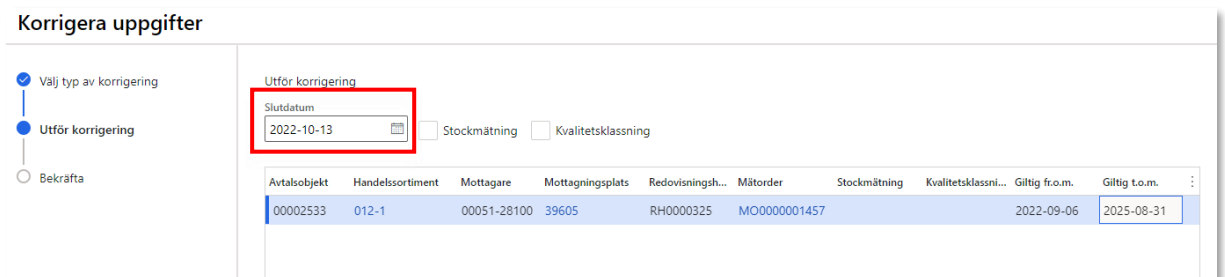 Korrigera uppgifter
Välj typ av korrigering
Utför korrigering
Bekräfta
Utför korrigering
Slutdatum
2022-10-13 Stockmätning Kvalitetsklassning
Avtalsobjekt Handelssortiment Mottagare Mottagningsplats Redovisningsh... Mätorder Stockmätning Kvalitetsklassni... Giltig fr.o.m. Giltig t.o.m.
00002533 012-1 00051-28100 39605 RH0000325 MO0000001457 2022-09-06 2025-08-31